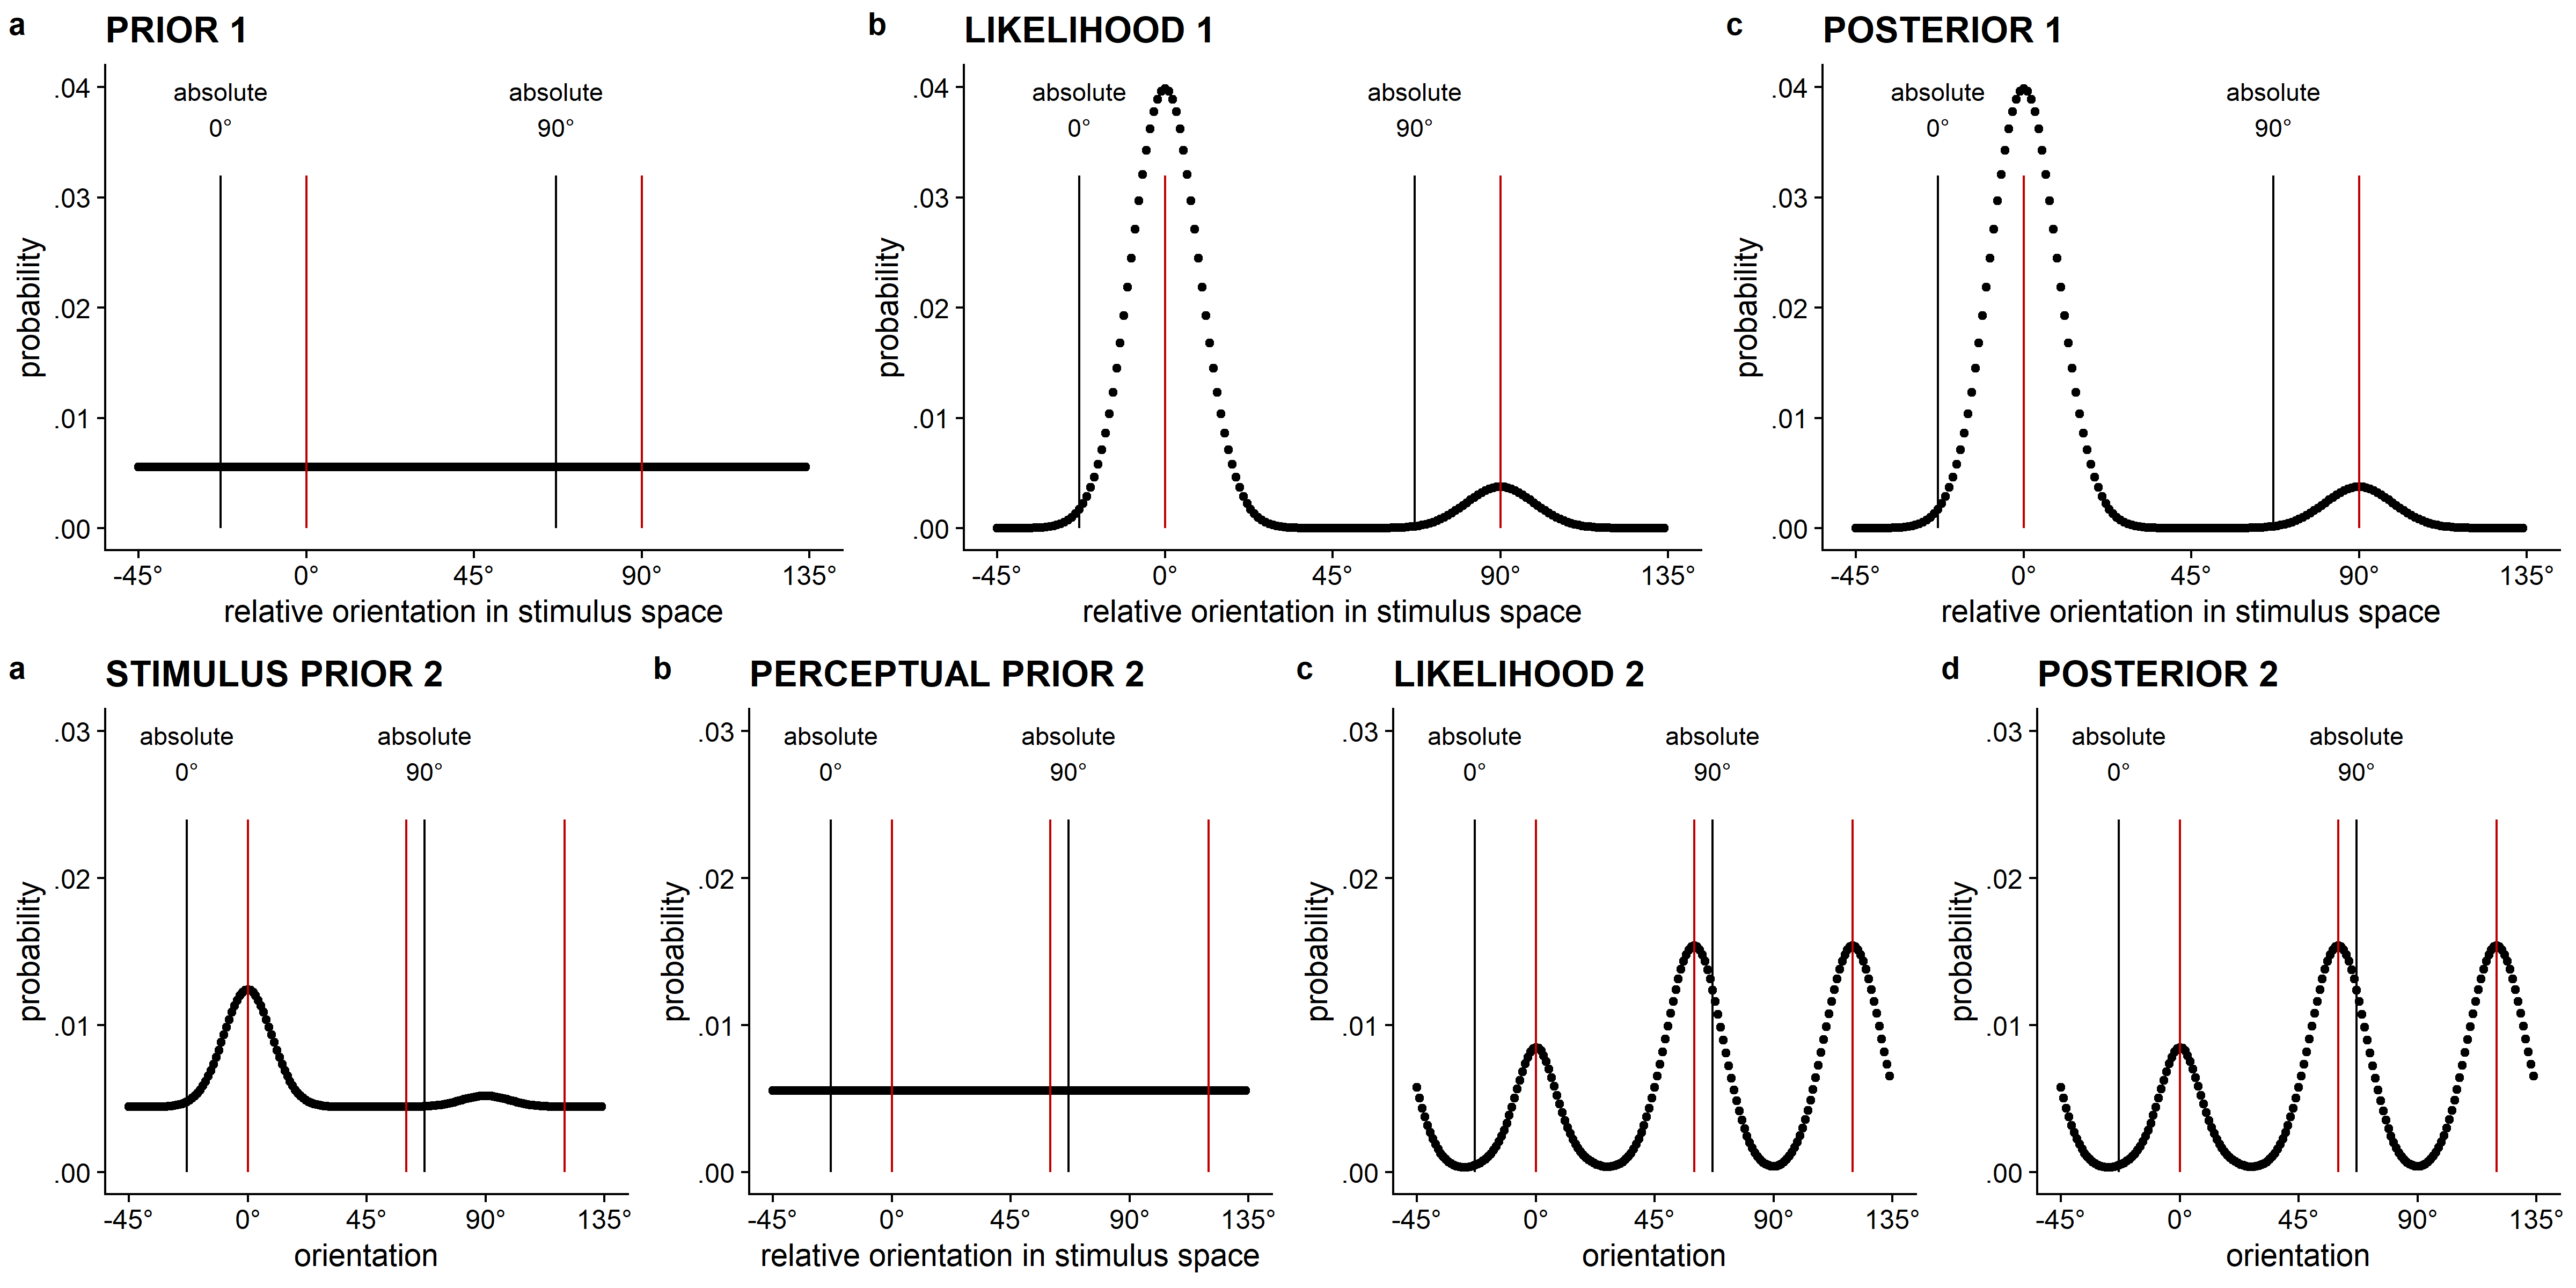 a PRIOR 1
absolute absolute
0° 90°
.04
.03
.02
.01
.00
probability
-45° 0° 45° 90° 135°
relative orientation in stimulus space
b LIKELIHOOD 1
absolute absolute
0° 90°
.04
.03
.02
.01
.00
probability
-45° 0° 45° 90° 135°
relative orientation in stimulus space
c POSTERIOR 1
absolute absolute
0° 90°
.04
.03
.02
.01
.00
probability
-45° 0° 45° 90° 135°
relative orientation in stimulus space
a STIMULUS PRIOR 2
absolute absolute
0° 90°
.03
.02
.01
.00
probability
-45° 0° 45° 90° 135°
orientation
b PERCEPTUAL PRIOR 2
absolute absolute
0° 90°
.03
.02
.01
.00
probability
-45° 0° 45° 90° 135°
relative orientation in stimulus space
c LIKELIHOOD 2
absolute absolute
0° 90°
.03
.02
.01
.00
probability
-45° 0° 45° 90° 135°
orientation
d POSTERIOR 2
absolute absolute
0° 90°
.03
.02
.01
.00
probability
-45° 0° 45° 90° 135°
orientation